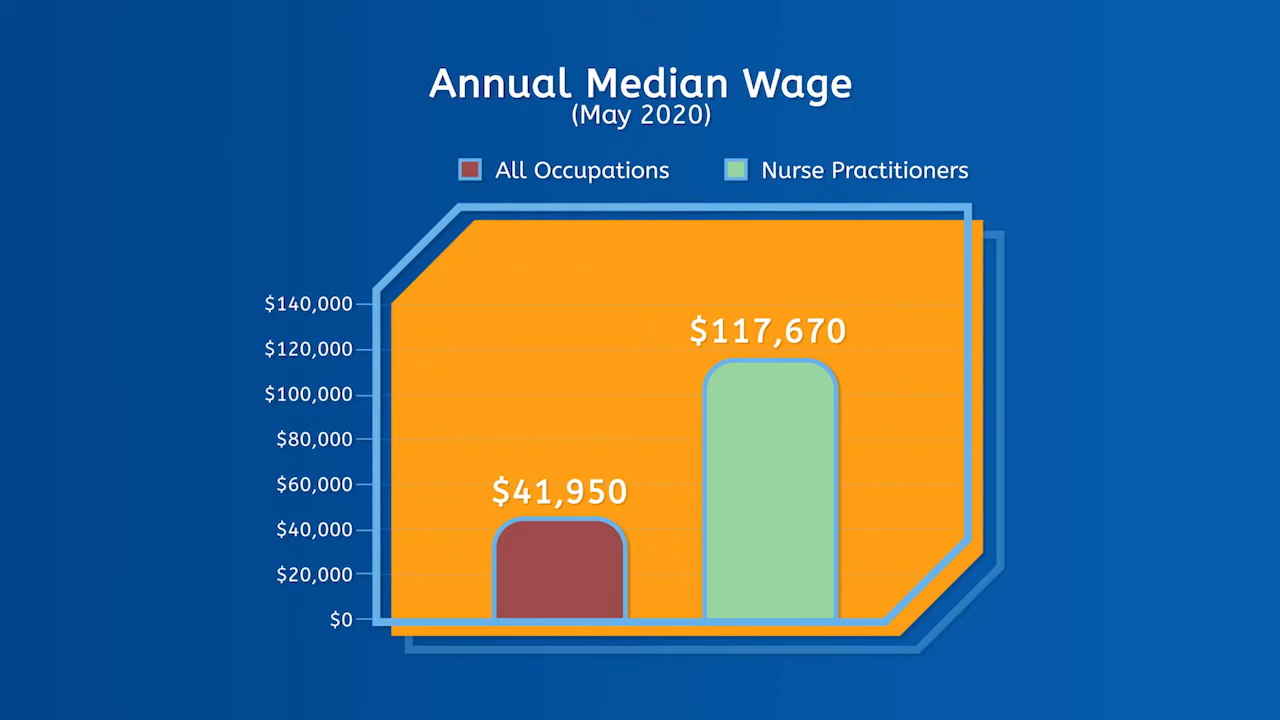 Annual Median Wage
(May 2020)
All Occupations
Nurse Practitioners
$140,000
$120,000
$100,000
$80,000
$60,000
$40,000
$20,000
$0
$117,670
$41,950